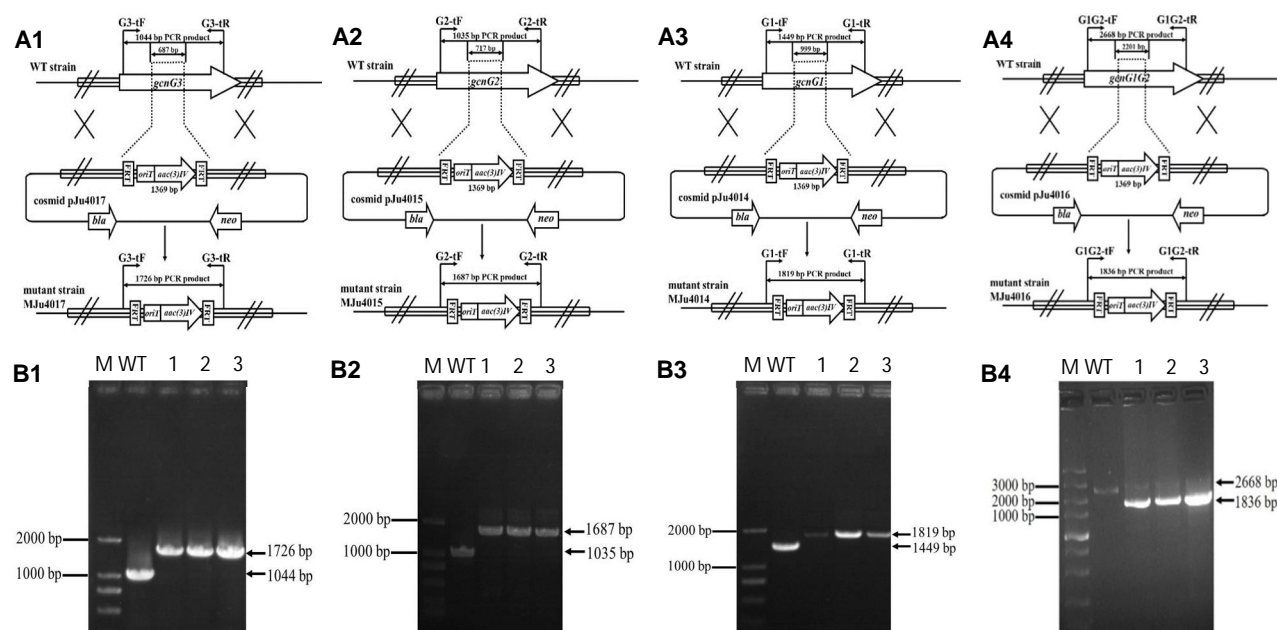 A1
G3-tF G3-tR
1044 bp PCR product
687 bp
WT strain
gcnG3
FRT oriT aac(3)IV FRT
1369 bp
cosmid pJu4017
bla neo
G3-tF G3-tR
1726 bp PCR product
mutant strain
MJu4017
FRT oriT aac(3)IV FRT
A2
G2-tF G2-tR
1035 bp PCR product
717 bp
WT strain
gcnG2
FRT oriT aac(3)IV FRT
1369 bp
cosmid pJu4015
bla neo
G2-tF G2-tR
1687 bp PCR product
mutant strain
MJu4015
FRT oriT aac(3)IV FRT
A3
G1-tF G1-tR
1449 bp PCR product
999 bp
WT strain
gcnG1
FRT oriT aac(3)IV FRT
1369 bp
cosmid pJu4014
bla neo
G1-tF G1-tR
1819 bp PCR product
mutant strain
MJu4014
FRT oriT aac(3)IV FRT
A4
G1G2-tF G1G2-tR
2668 bp PCR product
2201 bp
WT strain
gcnG1G2
FRT oriT aac(3)IV FRT
1369 bp
cosmid pJu4016
bla neo
G1G2-tF G1G2-tR
1836 bp PCR product
mutant strain
MJu4016
FRT oriT aac(3)IV FRT
B1
M WT 1 2 3
2000 bp
1726 bp
1000 bp
1044 bp
B2
M WT 1 2 3
2000 bp
1687 bp
1000 bp
1035 bp
B3
M WT 1 2 3
2000 bp
1819 bp
1449 bp
1000 bp
B4
M WT 1 2 3
3000 bp
2668 bp
2000 bp
1836 bp
1000 bp